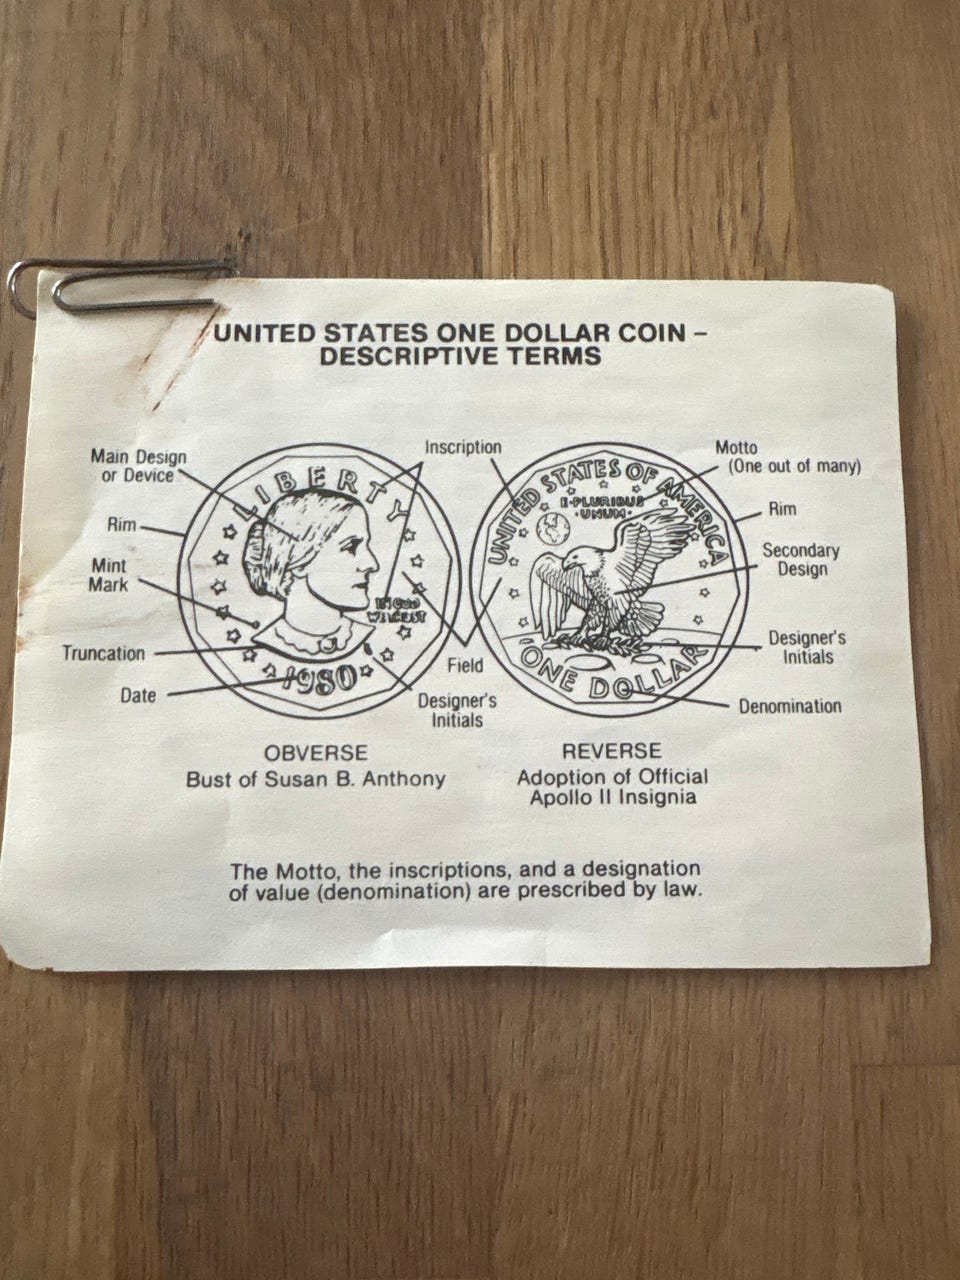 UNITED STATES ONE DOLLAR COIN –
DESCRIPTIVE TERMS
Main Design
or Device
Rim
Mint
Mark
Truncation
Date
LIBERTY
IN GOD
WE TRUST
1980
Inscription
Field
Designer's
Initials
UNITED STATES OF AMERICA
E·PLURIBUS
·UNUM·
ONE DOLLAR
Motto
(One out of many)
Rim
Secondary
Design
Designer's
Initials
Denomination
OBVERSE
Bust of Susan B. Anthony
REVERSE
Adoption of Official
Apollo II Insignia
The Motto, the inscriptions, and a designation
of value (denomination) are prescribed by law.